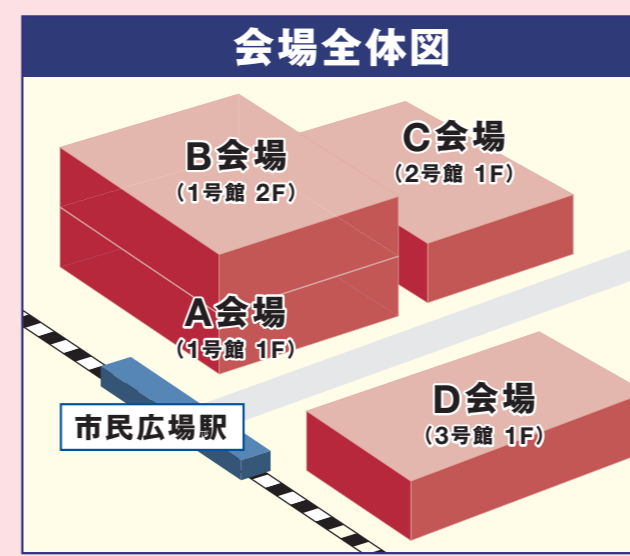 会場全体図
B会場
（1号館 2F）
C会場
（2号館 1F）
A会場
（1号館 1F）
D会場
（3号館 1F）
市民広場駅